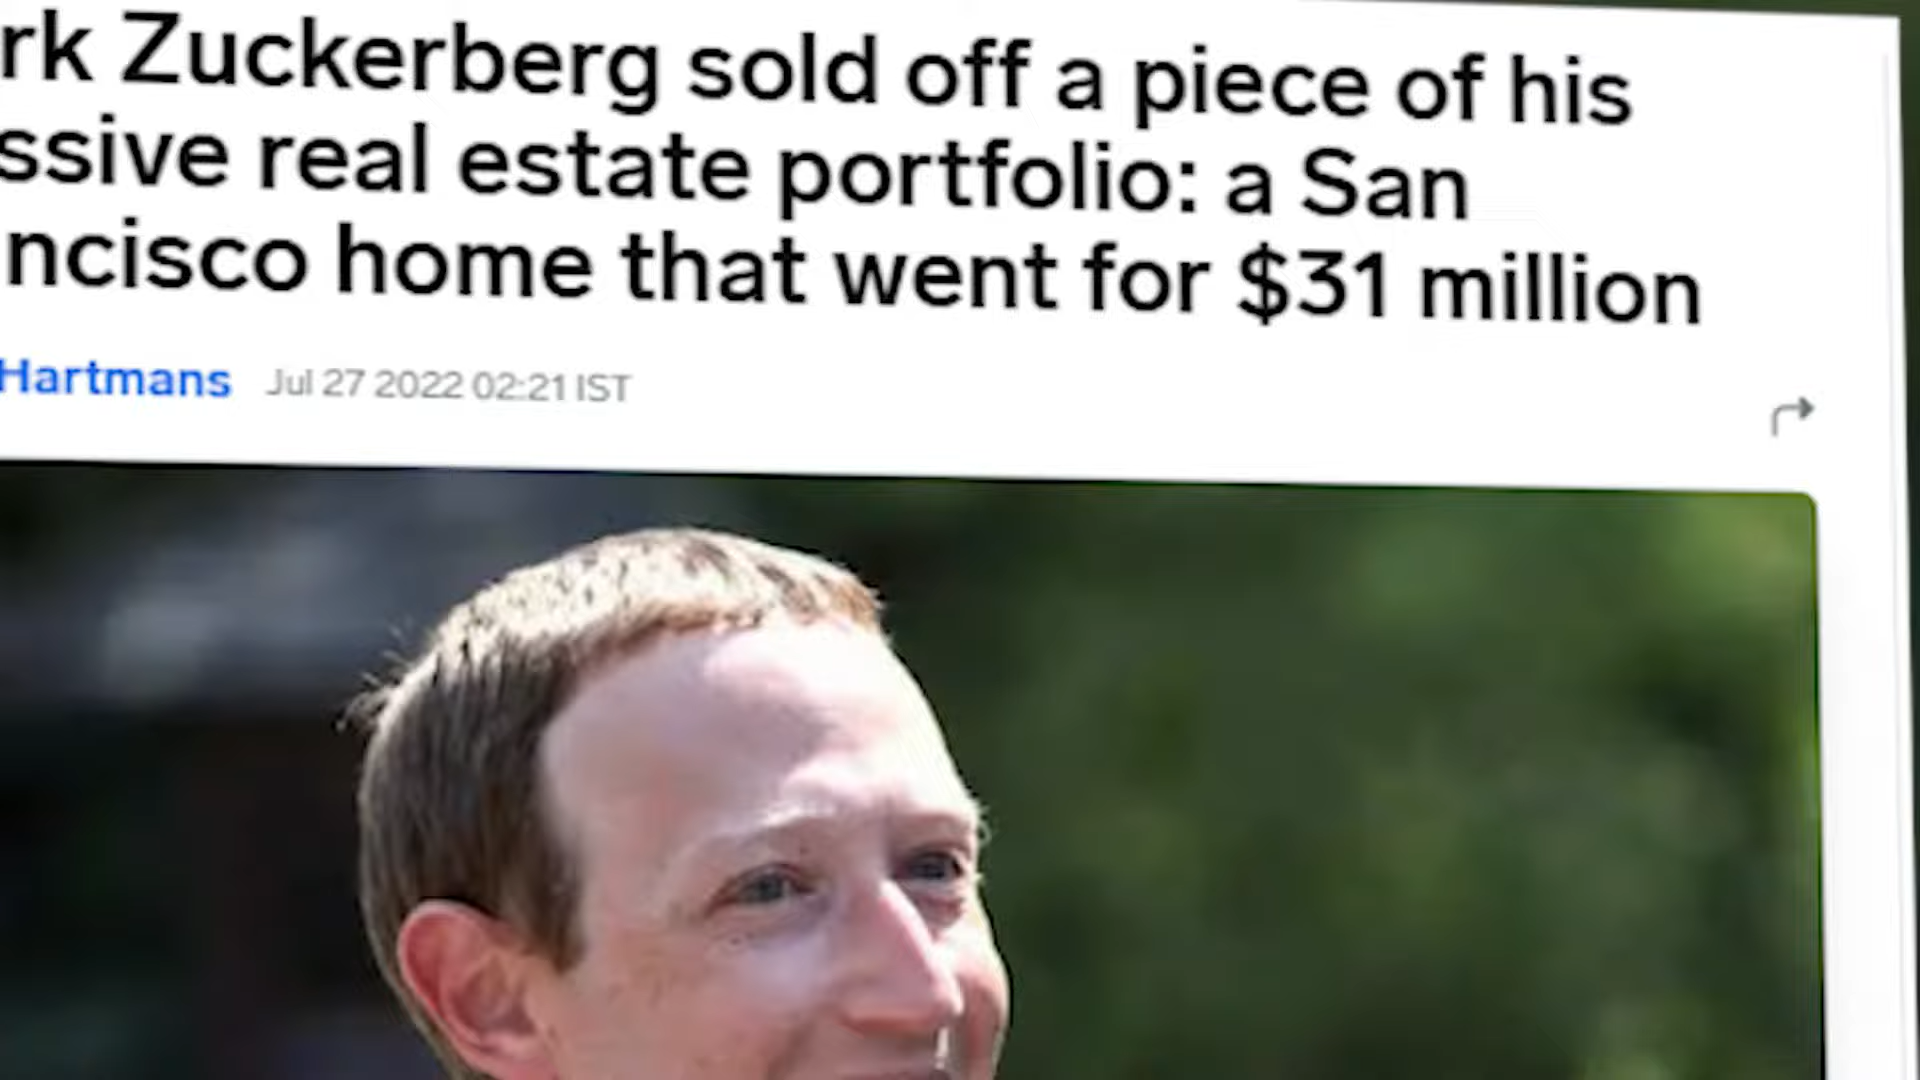 rk Zuckerberg sold off a piece of his
ssive real estate portfolio: a San
ncisco home that went for $31 million
Hartmans Jul 27 2022 02:21 IST